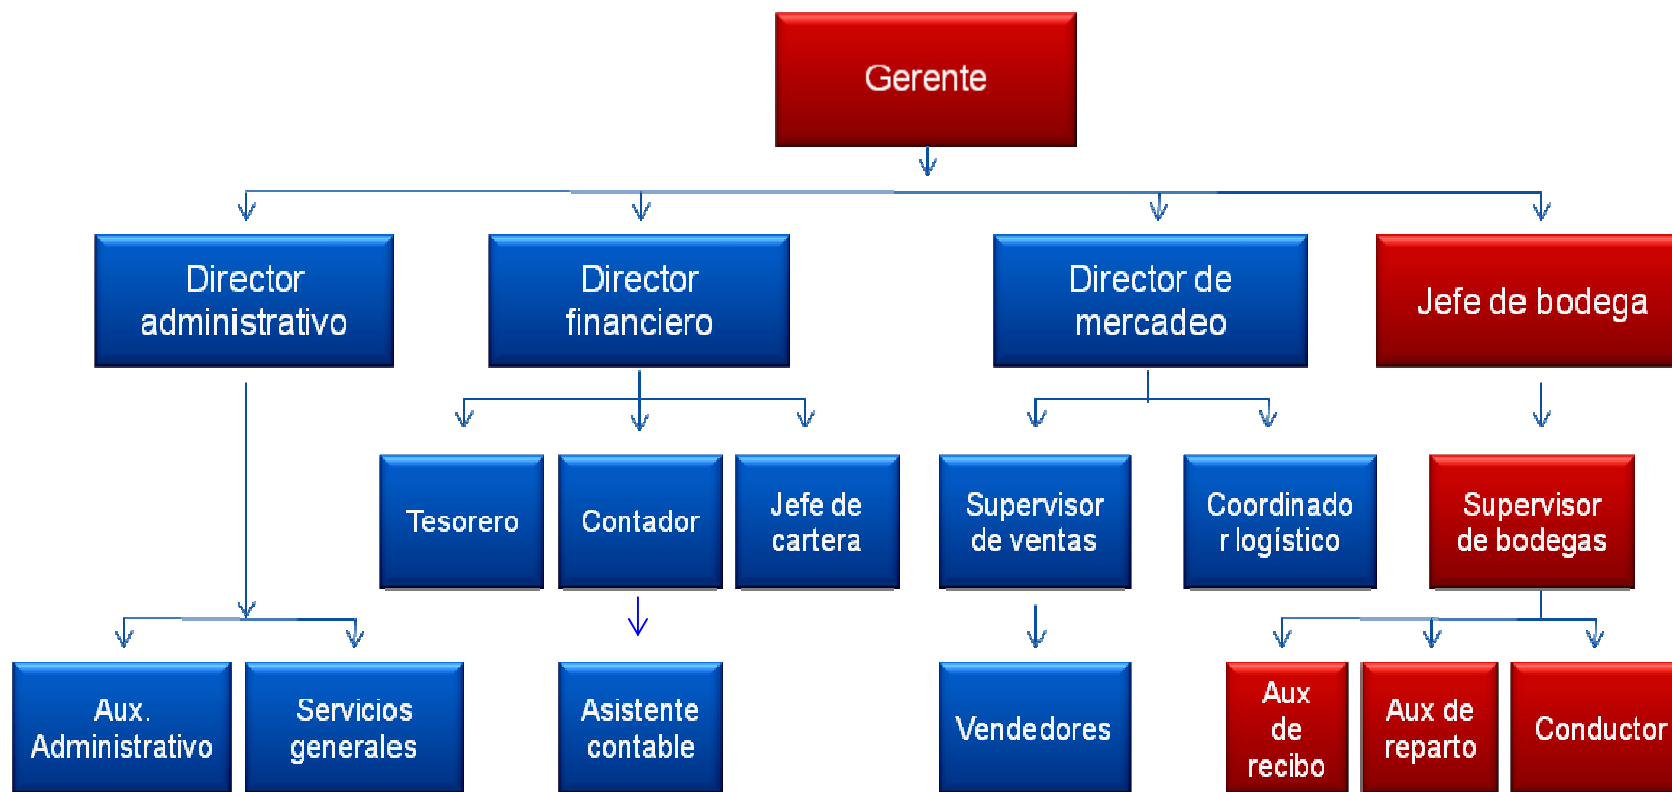 Gerente
Director
administrativo
Director
financiero
Director de
mercadeo
Jefe de bodega
Tesorero
Contador
Jefe de
cartera
Supervisor
de ventas
Coordinado
r logístico
Supervisor
de bodegas
Aux.
Administrativo
Servicios
generales
Asistente
contable
Vendedores
Aux
de
recibo
Aux de
reparto
Conductor